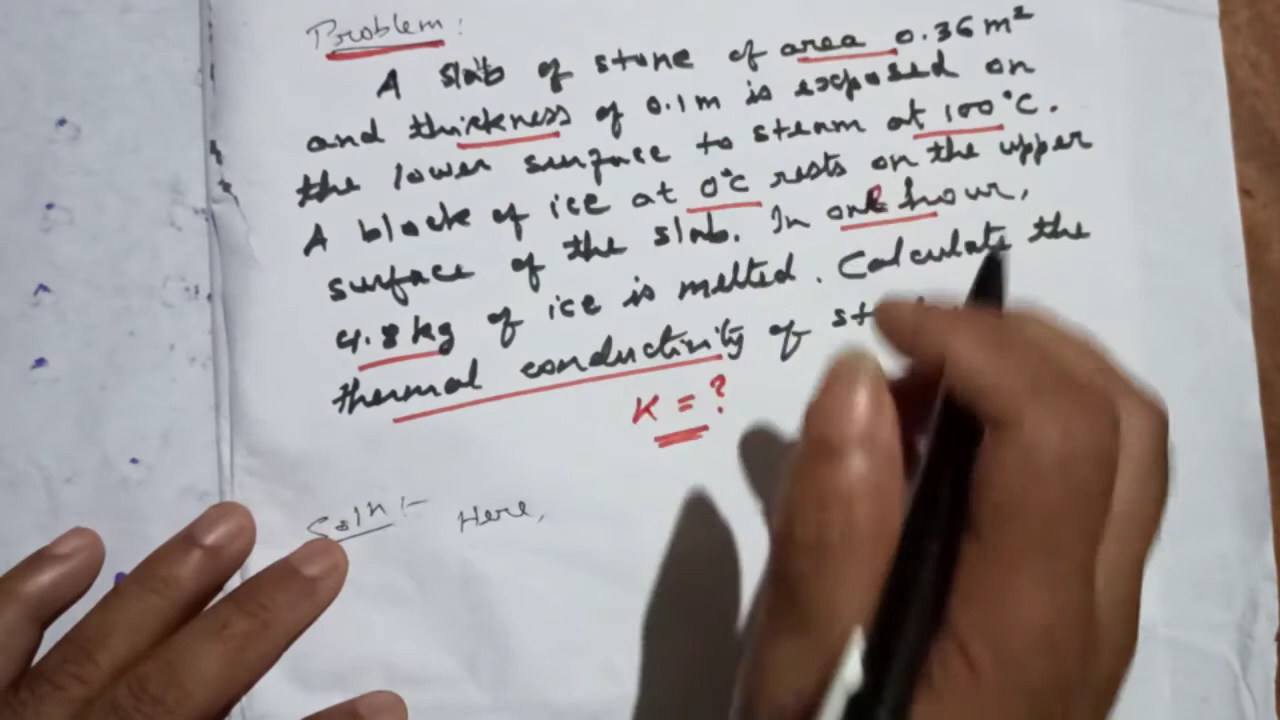 Problem:
A slab of stone of area 0.36 m²
and thickness of 0.1m is exposed on
the lower surface to steam at 100°C.
A block of ice at 0°C rests on the upper
surface of the slab. In one hour,
4.8 kg of ice is melted. Calculate the
thermal conductivity of
K = ?
Soln :- Here,